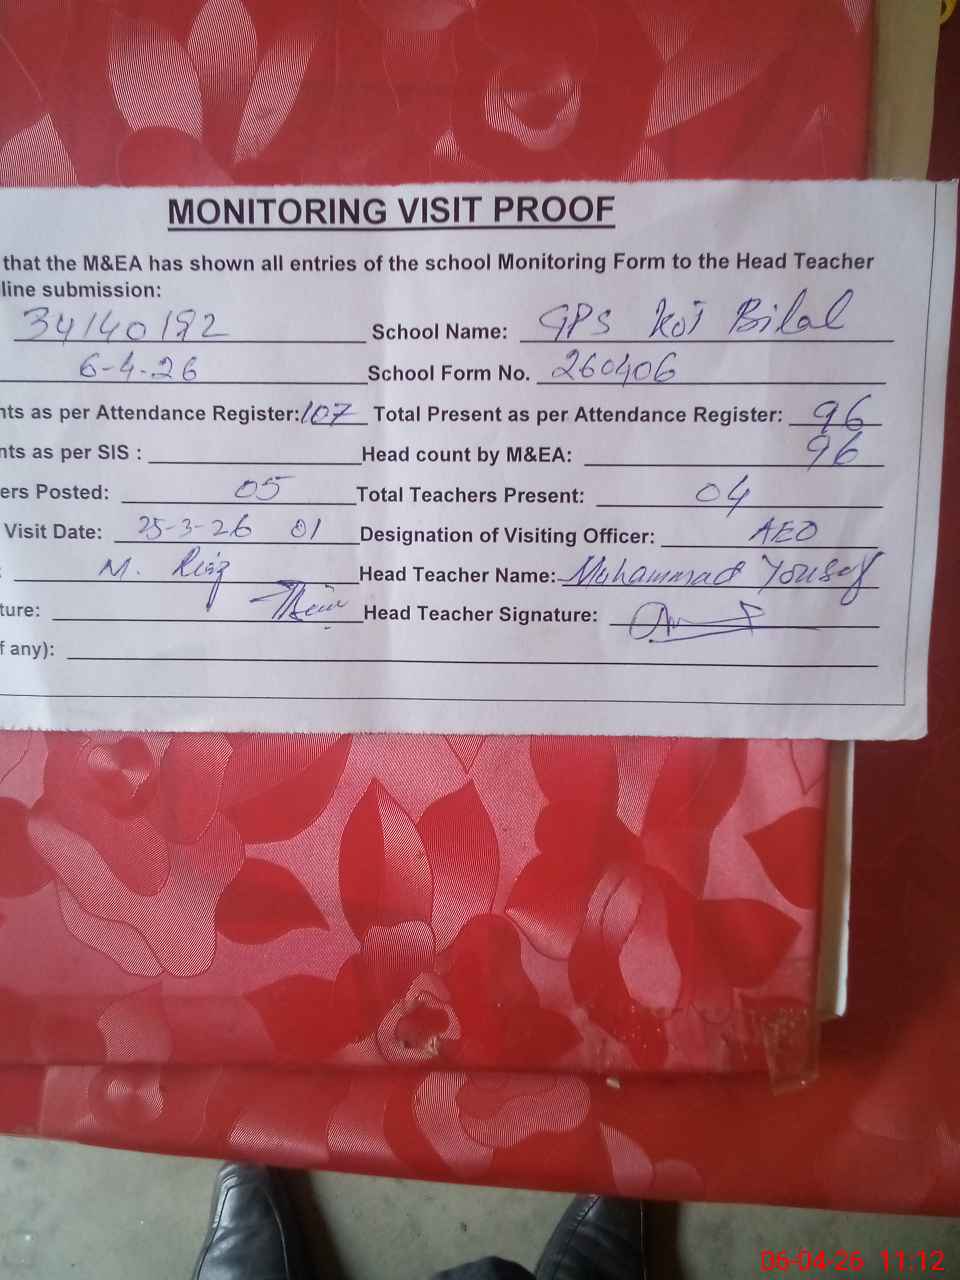 MONITORING VISIT PROOF
that the M&EA has shown all entries of the school Monitoring Form to the Head Teacher
line submission:
34140192 School Name: GPS Kot Bilal
6-4-26 School Form No. 260406
nts as per Attendance Register: 107 Total Present as per Attendance Register: 96
nts as per SIS : Head count by M&EA: 96
ers Posted: 05 Total Teachers Present: 04
Visit Date: 25-3-26 01 Designation of Visiting Officer: AEO
: M. Head Teacher Name: Muhammad Yousaf
ture: Head Teacher Signature:
f any):
06-04-26 11:12